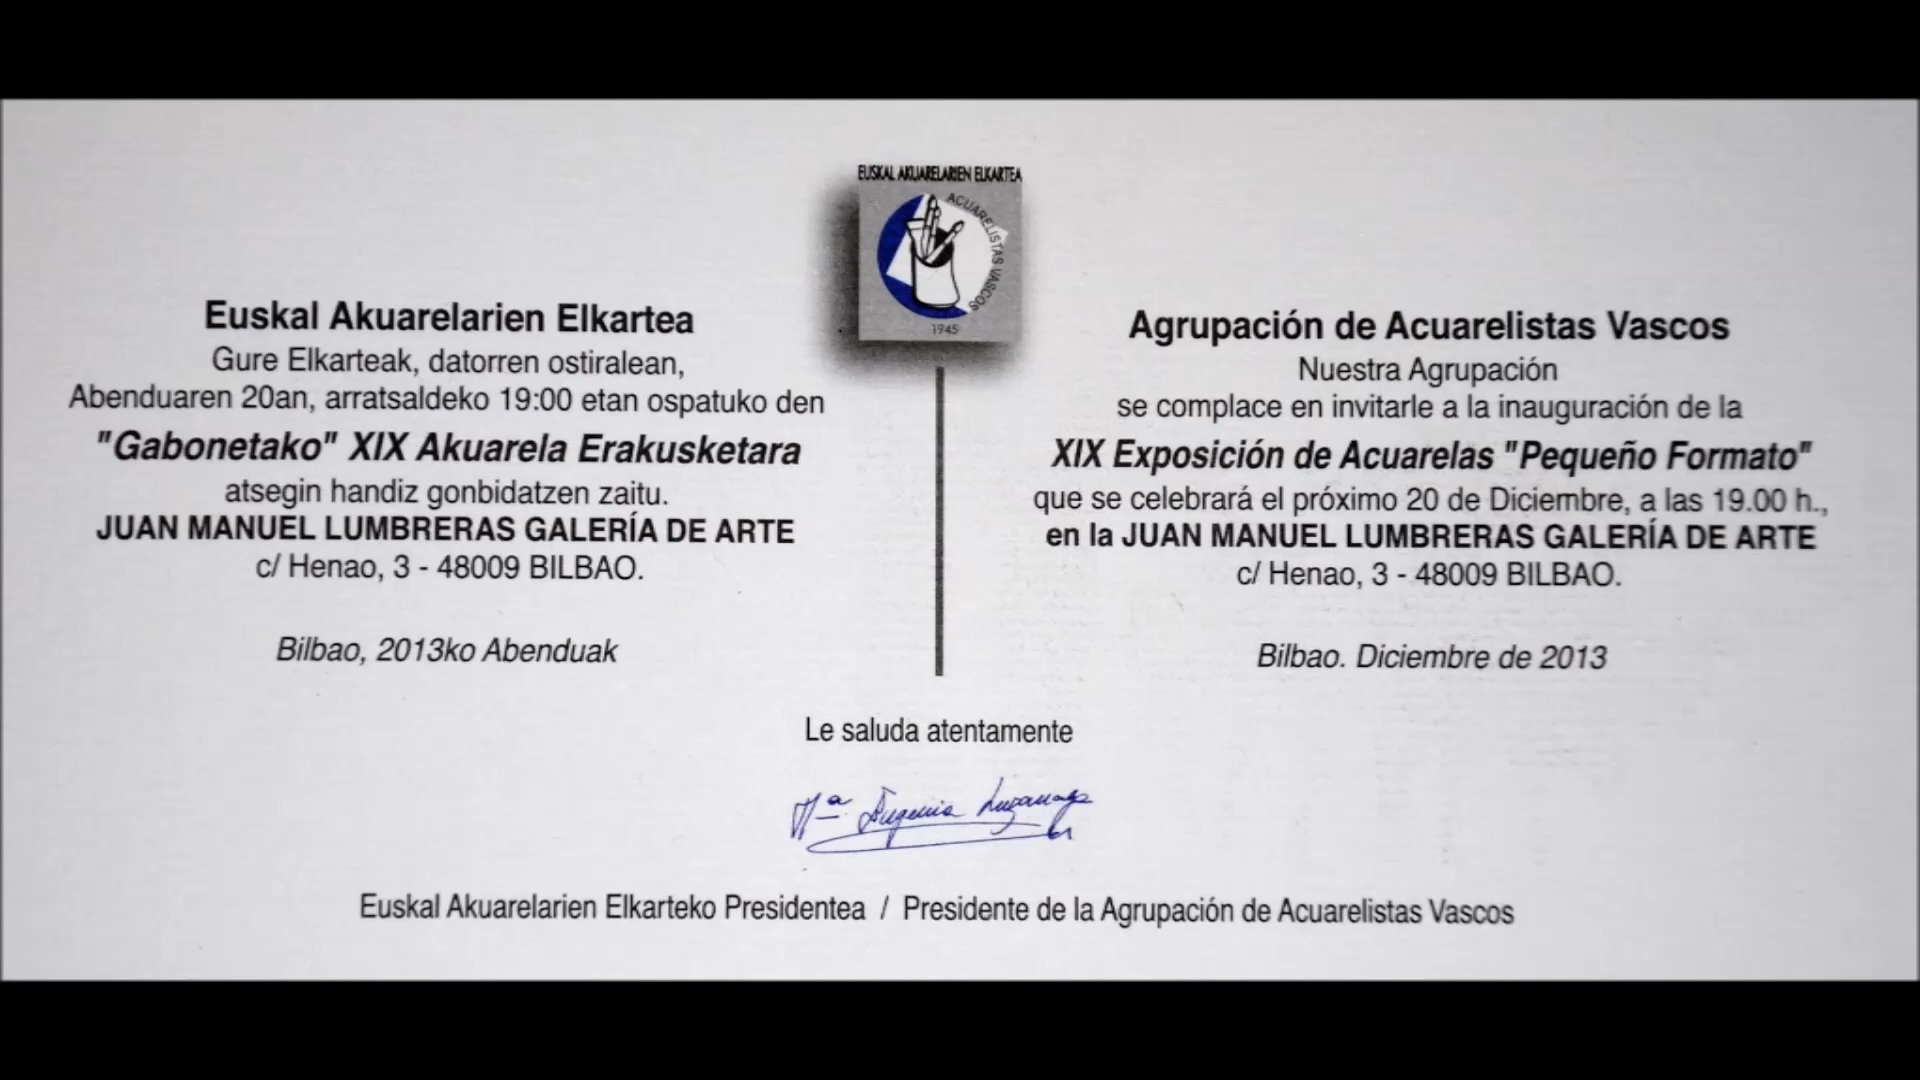 EUSKAL AKUARELARIEN ELKARTEA
ACUARELISTAS VASCOS
1945
Euskal Akuarelarien Elkartea
Gure Elkarteak, datorren ostiralean,
Abenduaren 20an, arratsaldeko 19:00 etan ospatuko den
"Gabonetako" XIX Akuarela Erakusketara
atsegin handiz gonbidatzen zaitu.
JUAN MANUEL LUMBRERAS GALERÍA DE ARTE
c/ Henao, 3 - 48009 BILBAO.
Bilbao, 2013ko Abenduak
Agrupación de Acuarelistas Vascos
Nuestra Agrupación
se complace en invitarle a la inauguración de la
XIX Exposición de Acuarelas "Pequeño Formato"
que se celebrará el próximo 20 de Diciembre, a las 19.00 h.,
en la JUAN MANUEL LUMBRERAS GALERÍA DE ARTE
c/ Henao, 3 - 48009 BILBAO.
Bilbao. Diciembre de 2013
Le saluda atentamente
Mª Eugenia
Euskal Akuarelarien Elkarteko Presidentea / Presidente de la Agrupación de Acuarelistas Vascos